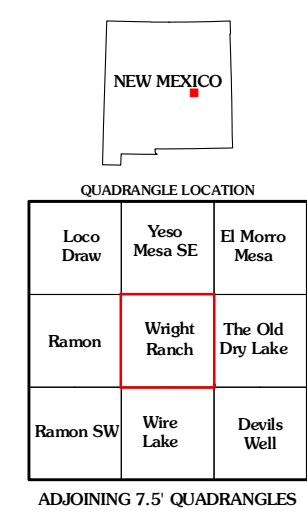 NEW MEXICO
QUADRANGLE LOCATION
Loco
Draw
Yeso
Mesa SE
El Morro
Mesa
Ramon
Wright
Ranch
The Old
Dry Lake
Ramon SW
Wire
Lake
Devils
Well
ADJOINING 7.5' QUADRANGLES